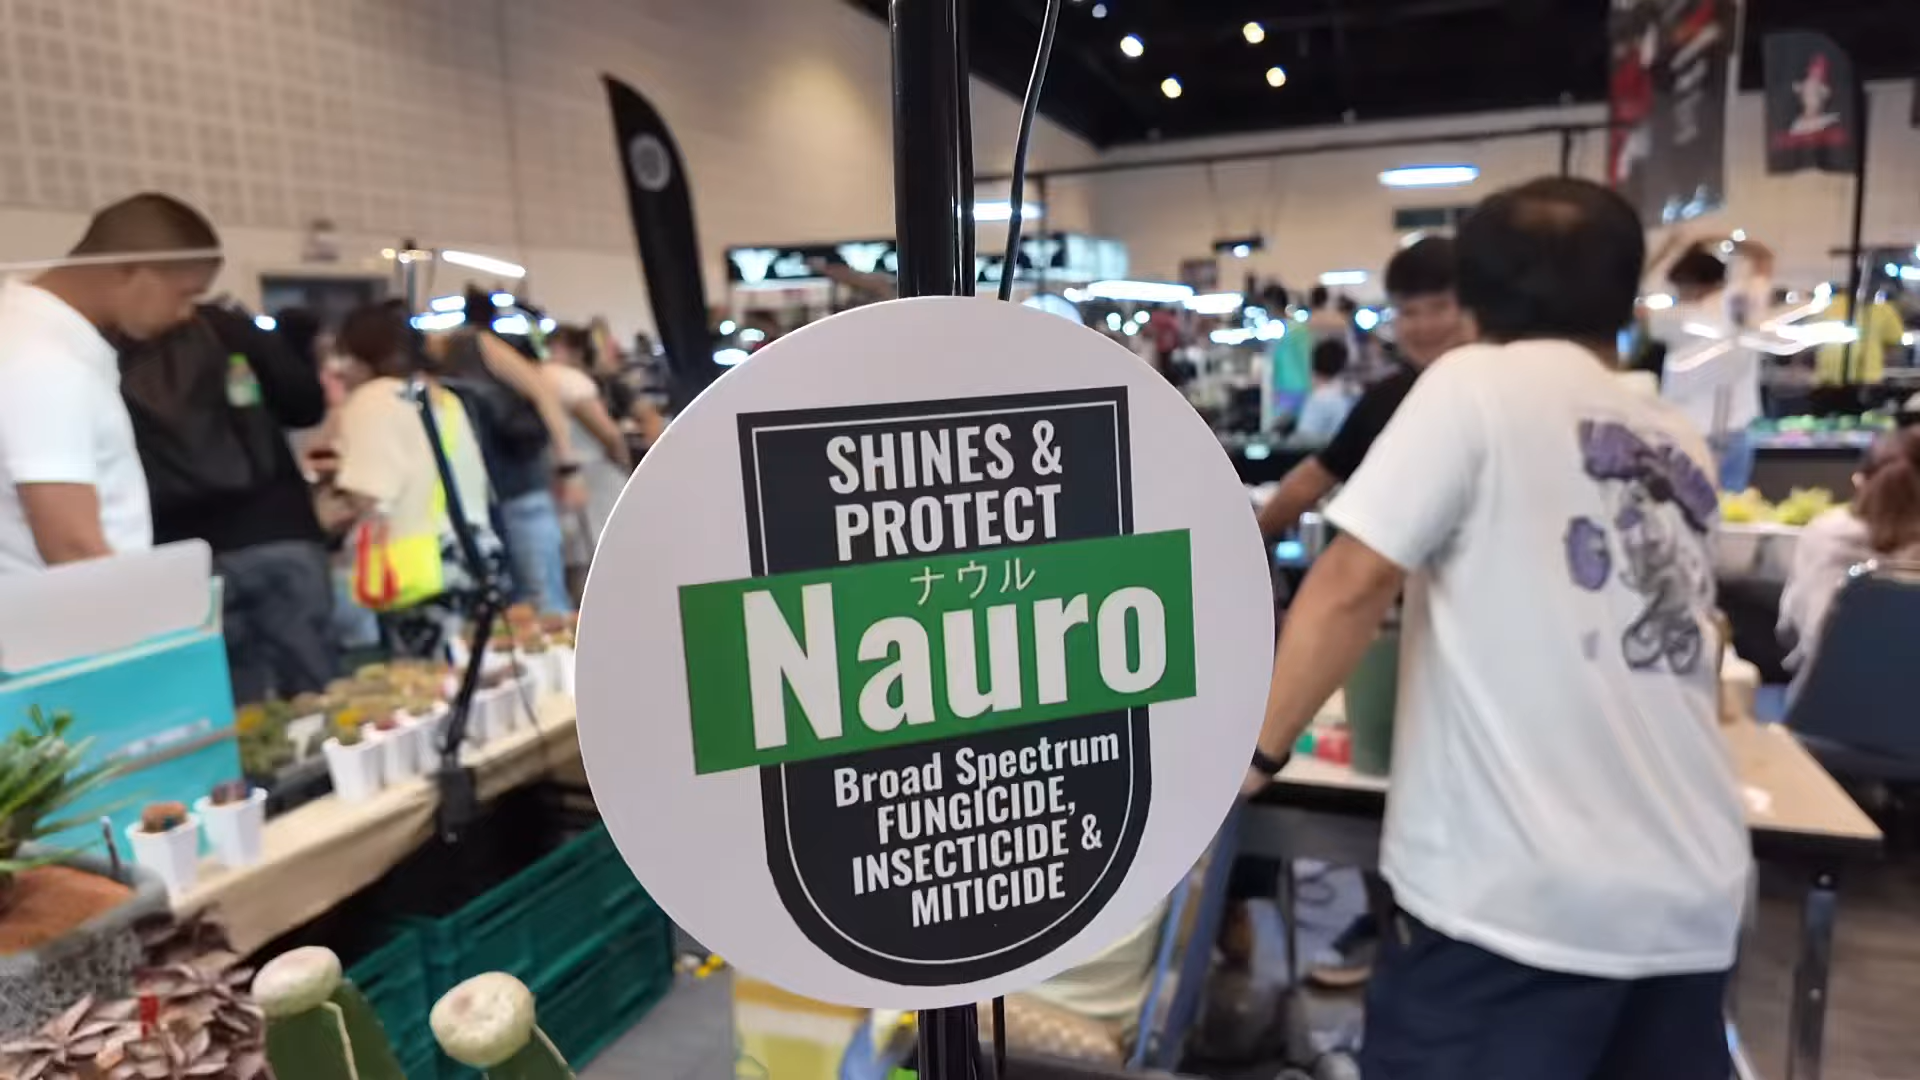 SHINES &
PROTECT
ナウル
Nauro
Broad Spectrum
FUNGICIDE,
INSECTICIDE &
MITICIDE